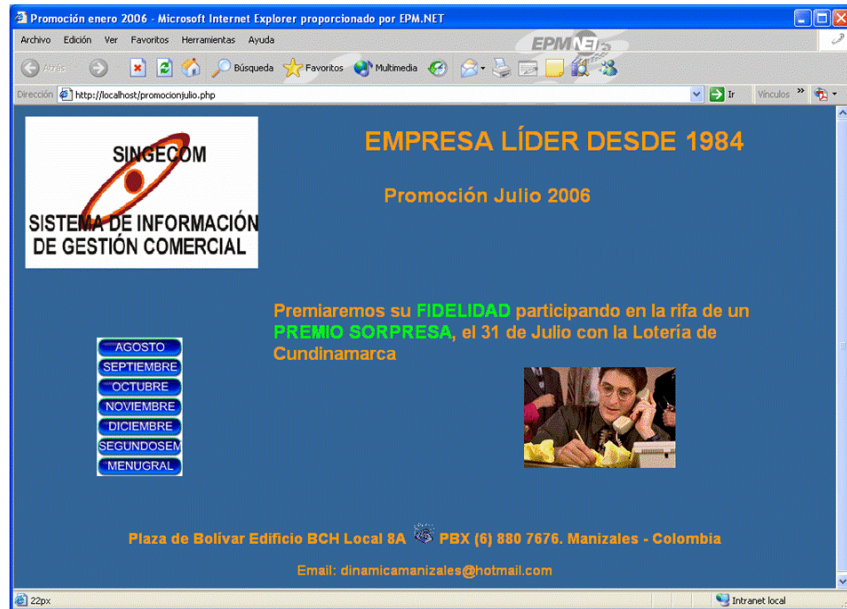 Promoción enero 2006 - Microsoft Internet Explorer proporcionado por EPM.NET
Archivo Edición Ver Favoritos Herramientas Ayuda
EPMNET
Atrás Búsqueda Favoritos Multimedia
Dirección http://localhost/promocionjulio.php Ir Vínculos »
SINGECOM
SISTEMA DE INFORMACIÓN
DE GESTIÓN COMERCIAL
EMPRESA LÍDER DESDE 1984
Promoción Julio 2006
Premiaremos su FIDELIDAD participando en la rifa de un
PREMIO SORPRESA, el 31 de Julio con la Lotería de
Cundinamarca
AGOSTO
SEPTIEMBRE
OCTUBRE
NOVIEMBRE
DICIEMBRE
SEGUNDOSEM
MENUGRAL
Plaza de Bolívar Edificio BCH Local 8A PBX (6) 880 7676. Manizales - Colombia
Email: dinamicamanizales@hotmail.com
22px Intranet local